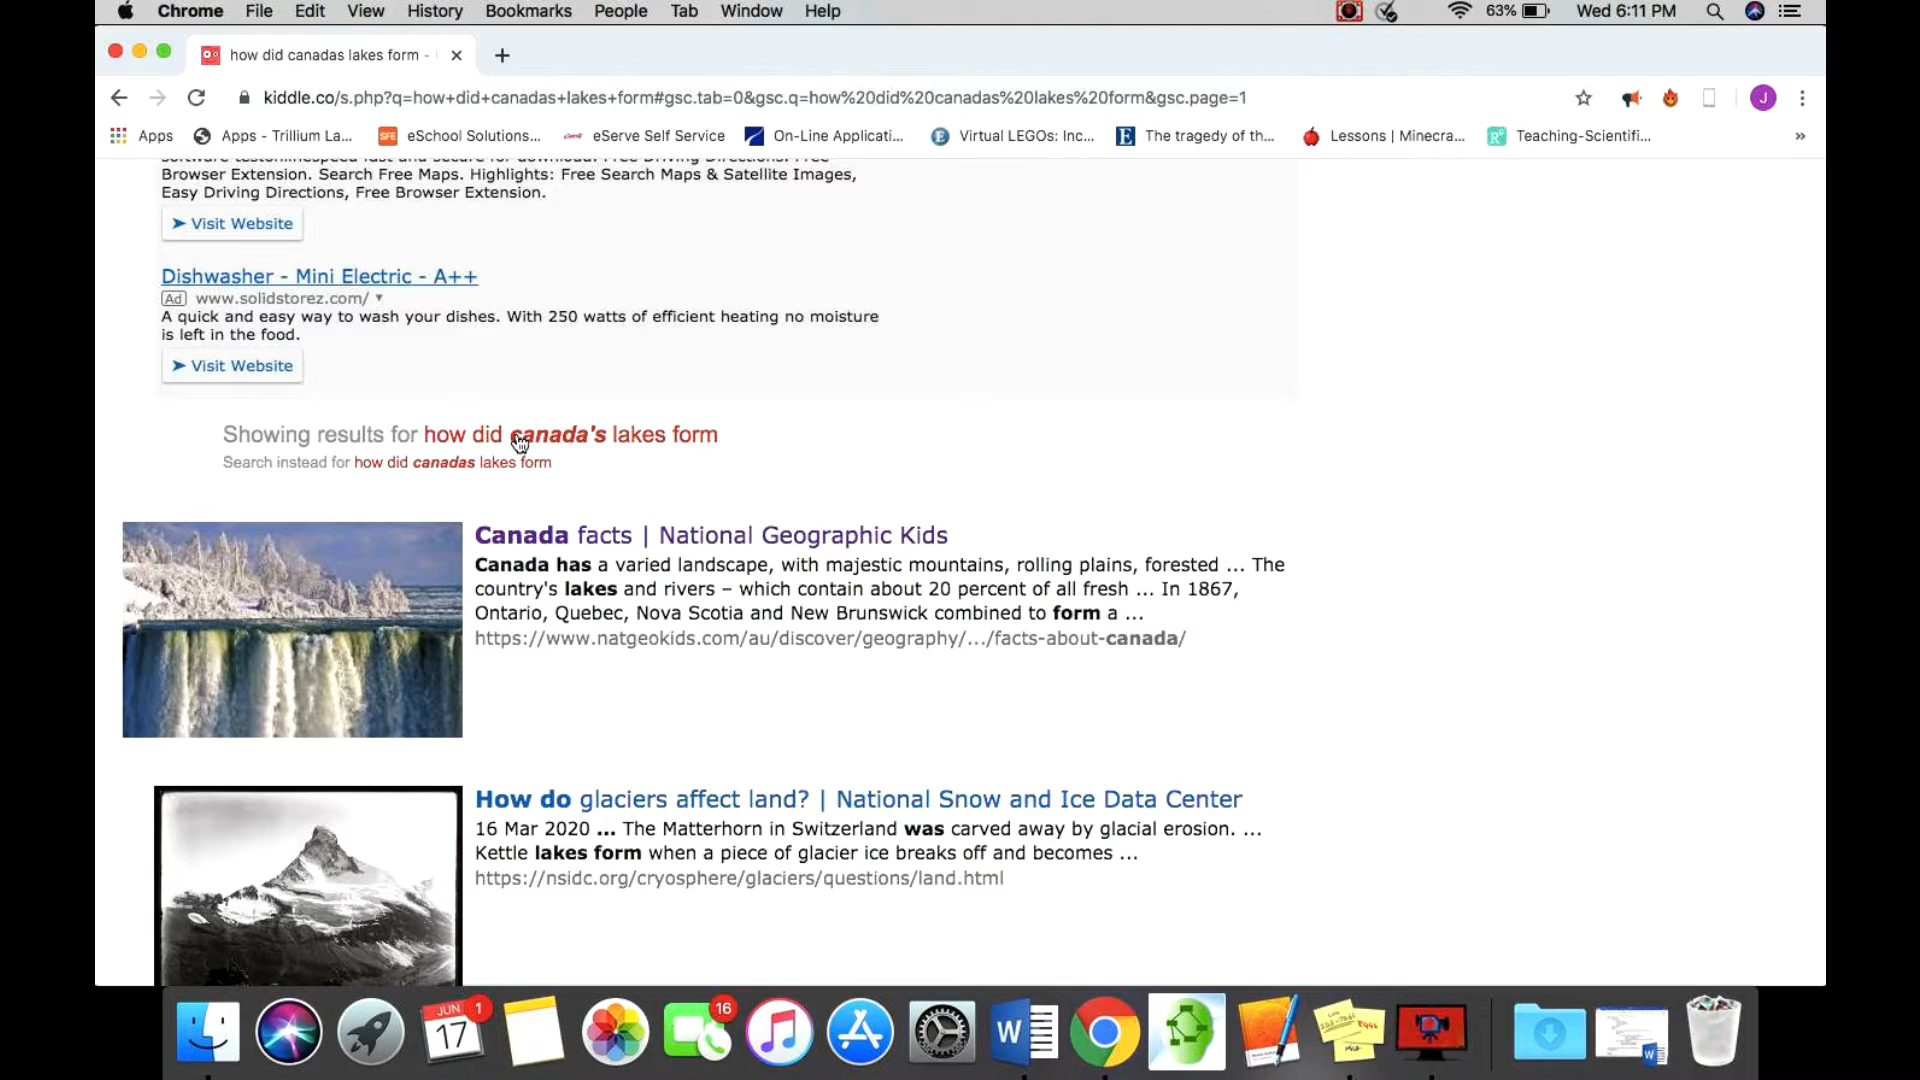 Chrome File Edit View History Bookmarks People Tab Window Help 63% Wed 6:11 PM
how did canadas lakes form -
kiddle.co/s.php?q=how+did+canadas+lakes+form#gsc.tab=0&gsc.q=how%20did%20canadas%20lakes%20form&gsc.page=1
J
Apps Apps - Trillium La... SFE eSchool Solutions... eServe Self Service On-Line Applicati... E Virtual LEGOs: Inc... E The tragedy of th... Lessons | Minecra... R Teaching-Scientifi... »
Browser Extension. Search Free Maps. Highlights: Free Search Maps & Satellite Images,
Easy Driving Directions, Free Browser Extension.
Visit Website
Dishwasher - Mini Electric - A++
Ad www.solidstorez.com/
A quick and easy way to wash your dishes. With 250 watts of efficient heating no moisture
is left in the food.
Visit Website
Showing results for how did canada's lakes form
Search instead for how did canadas lakes form
Canada facts | National Geographic Kids
Canada has a varied landscape, with majestic mountains, rolling plains, forested ... The
country's lakes and rivers – which contain about 20 percent of all fresh ... In 1867,
Ontario, Quebec, Nova Scotia and New Brunswick combined to form a ...
https://www.natgeokids.com/au/discover/geography/.../facts-about-canada/
How do glaciers affect land? | National Snow and Ice Data Center
16 Mar 2020 ... The Matterhorn in Switzerland was carved away by glacial erosion. ...
Kettle lakes form when a piece of glacier ice breaks off and becomes ...
https://nsidc.org/cryosphere/glaciers/questions/land.html
JUN 1
17
16
W
W